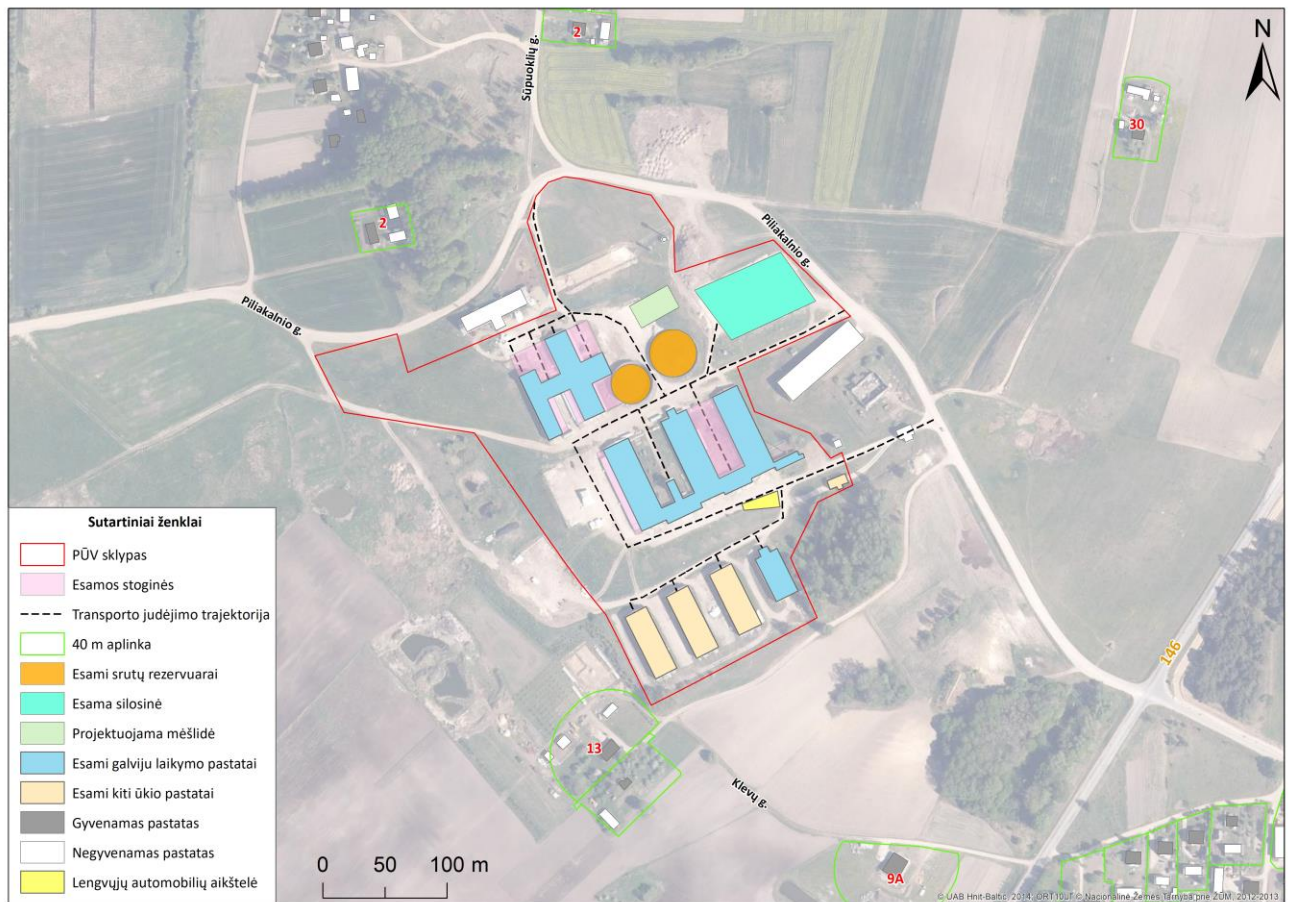 2
N
Sūpuoklių g.
30
2
Piliakalnio g.
Piliakalnio g.
Sutartiniai ženklai
PŪV sklypas
Esamos stoginės
Transporto judėjimo trajektorija
40 m aplinka
Esami srutų rezervuarai
Esama silosinė
Projektuojama mėšlidė
Esami galviju laikymo pastatai
Esami kiti ūkio pastatai
Gyvenamas pastatas
Negyvenamas pastatas
Lengvųjų automobilių aikštelė
146
13
Klevų g.
0 50 100 m
9A
© UAB Hnit-Baltic, 2014; ORT10LT © Nacionalinė Žemės Tarnyba prie ŽŪM, 2012-2013